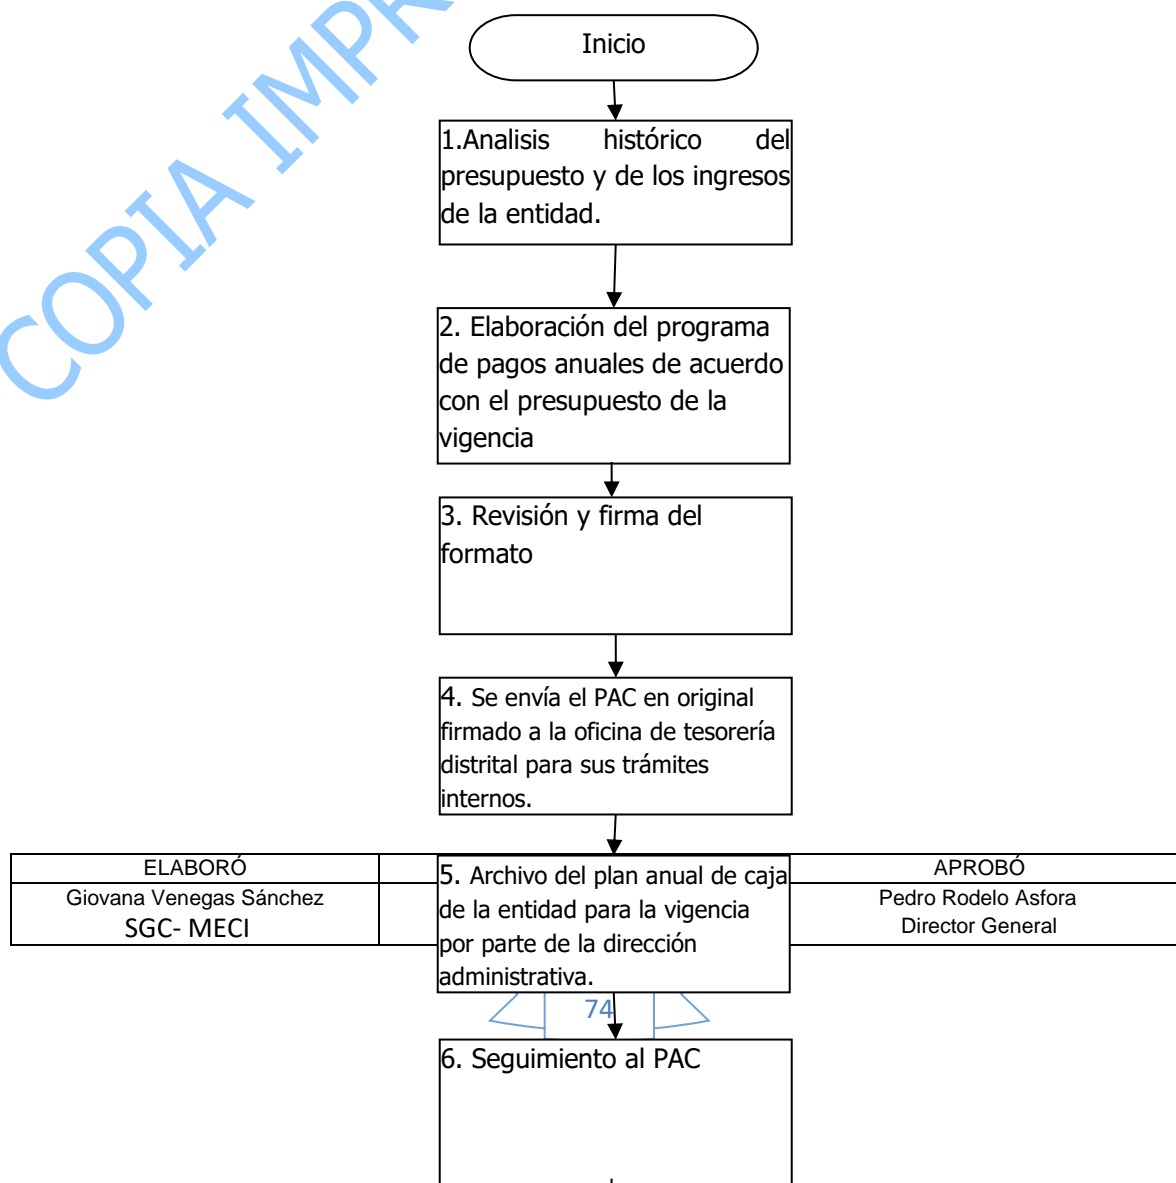 COPIA IMPR
Inicio
1.Analisis histórico del
presupuesto y de los ingresos
de la entidad.
2. Elaboración del programa
de pagos anuales de acuerdo
con el presupuesto de la
vigencia
3. Revisión y firma del
formato
4. Se envía el PAC en original
firmado a la oficina de tesorería
distrital para sus trámites
internos.
ELABORÓ
Giovana Venegas Sánchez
SGC- MECI
5. Archivo del plan anual de caja
de la entidad para la vigencia
por parte de la dirección
administrativa.
APROBÓ
Pedro Rodelo Asfora
Director General
74
6. Seguimiento al PAC